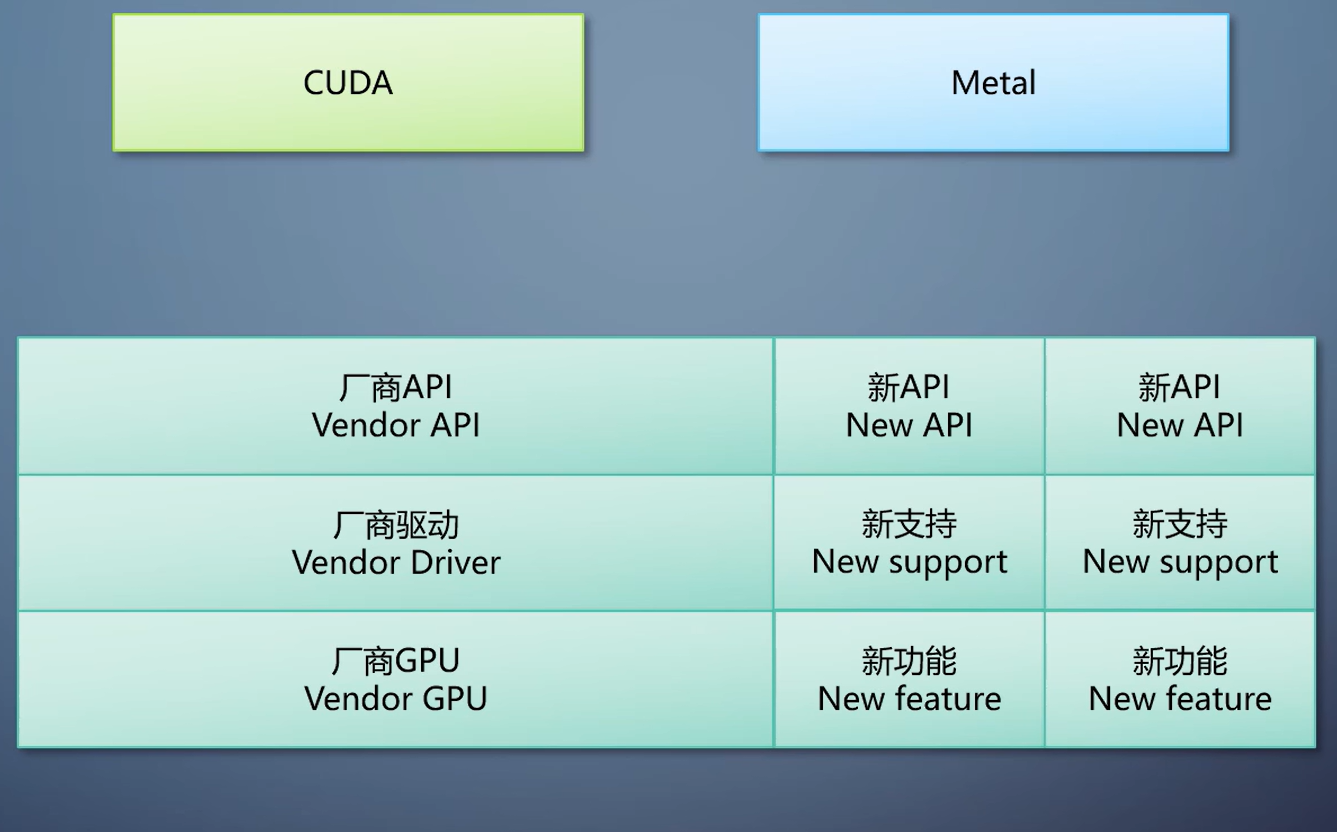 CUDA
Metal
厂商API
Vendor API
新API
New API
新API
New API
厂商驱动
Vendor Driver
新支持
New support
新支持
New support
厂商GPU
Vendor GPU
新功能
New feature
新功能
New feature